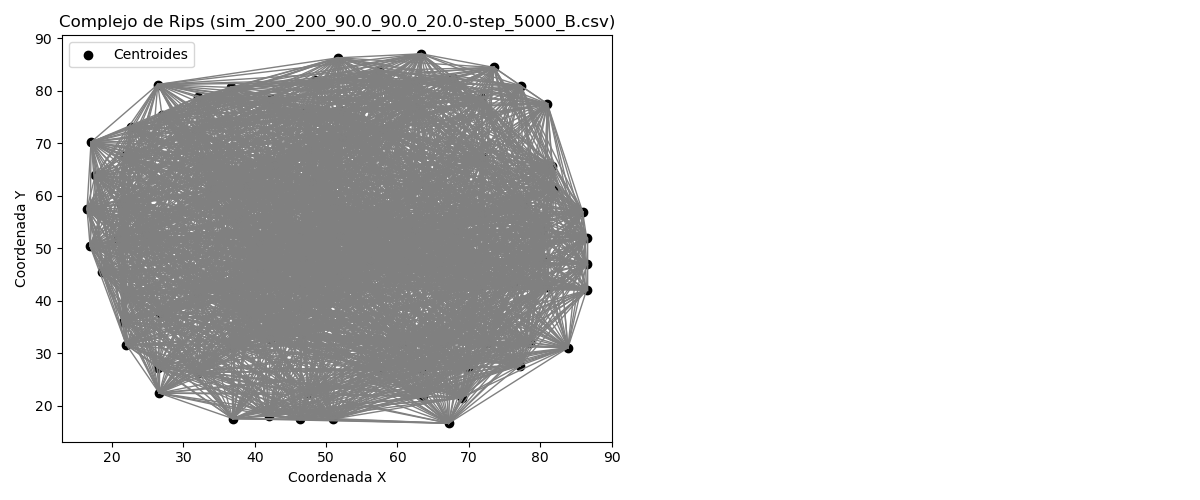 Complejo de Rips (sim_200_200_90.0_90.0_20.0-step_5000_B.csv)
Centroides
90
80
70
60
50
40
30
20
Coordenada Y
20 30 40 50 60 70 80 90
Coordenada X